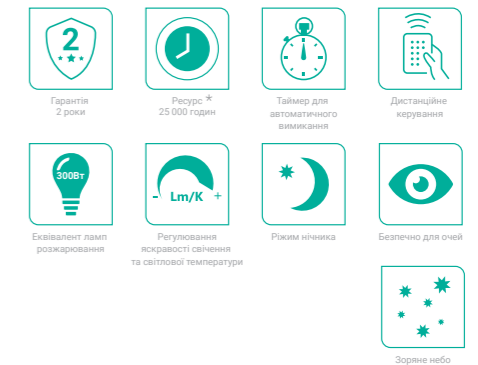 2
Гарантія
2 роки
Ресурс *
25 000 годин
Таймер для
автоматичного
вимикання
Дистанційне
керування
300Вт
Еквівалент ламп
розжарювання
- Lm/K +
Регулювання
яскравості свічення
та світлової температури
Ріжим нічника
Безпечно для очей
Зоряне небо